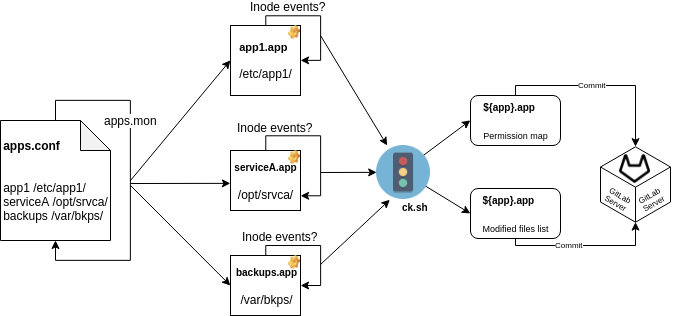 Inode events?
app1.app
/etc/app1/
apps.mon
apps.conf
app1 /etc/app1/
serviceA /opt/srvca/
backups /var/bkps/
Inode events?
serviceA.app
/opt/srvca/
Inode events?
backups.app
/var/bkps/
ck.sh
Commit
${app}.app
Permission map
${app}.app
Modified files list
Commit
GitLab
Server
GitLab
Server